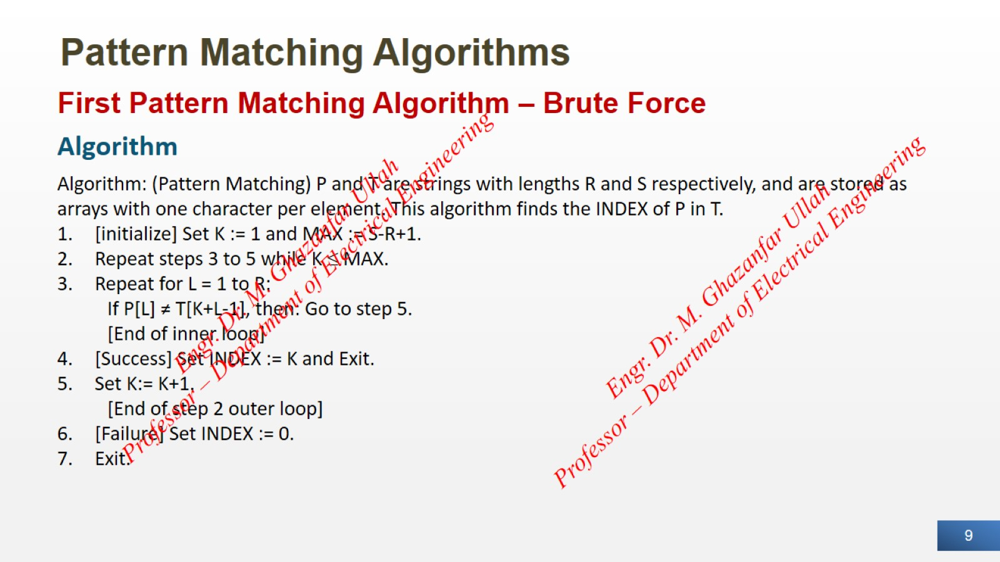 Pattern Matching Algorithms
First Pattern Matching Algorithm – Brute Force
Algorithm
Algorithm: (Pattern Matching) P and T are strings with lengths R and S respectively, and are stored as
arrays with one character per element. This algorithm finds the INDEX of P in T.
1. [initialize] Set K := 1 and MAX := S-R+1.
2. Repeat steps 3 to 5 while K ≤ MAX.
3. Repeat for L = 1 to R:
If P[L] ≠ T[K+L-1], then: Go to step 5.
[End of inner loop]
4. [Success] Set INDEX := K and Exit.
5. Set K:= K+1.
[End of step 2 outer loop]
6. [Failure] Set INDEX := 0.
7. Exit.
Engr. Dr. M. Ghazanfar Ullah
Professor – Department of Electrical Engineering
Engr. Dr. M. Ghazanfar Ullah
Professor – Department of Electrical Engineering
9